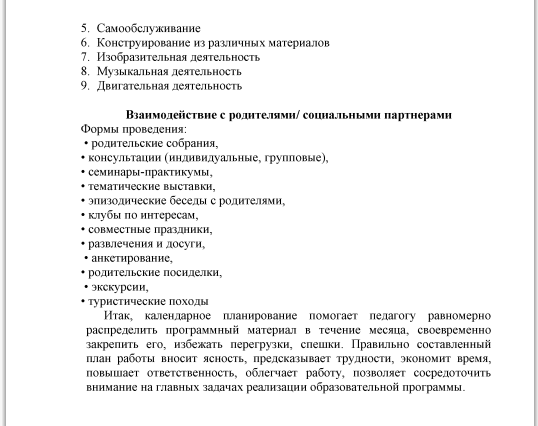 5. Самообслуживание
6. Конструирование из различных материалов
7. Изобразительная деятельность
8. Музыкальная деятельность
9. Двигательная деятельность
Взаимодействие с родителями/ социальными партнерами
Формы проведения:
• родительские собрания,
• консультации (индивидуальные, групповые),
• семинары-практикумы,
• тематические выставки,
• эпизодические беседы с родителями,
• клубы по интересам,
• совместные праздники,
• развлечения и досуги,
• анкетирование,
• родительские посиделки,
• экскурсии,
• туристические походы
Итак, календарное планирование помогает педагогу равномерно
распределить программный материал в течение месяца, своевременно
закрепить его, избежать перегрузки, спешки. Правильно составленный
план работы вносит ясность, предсказывает трудности, экономит время,
повышает ответственность, облегчает работу, позволяет сосредоточить
внимание на главных задачах реализации образовательной программы.